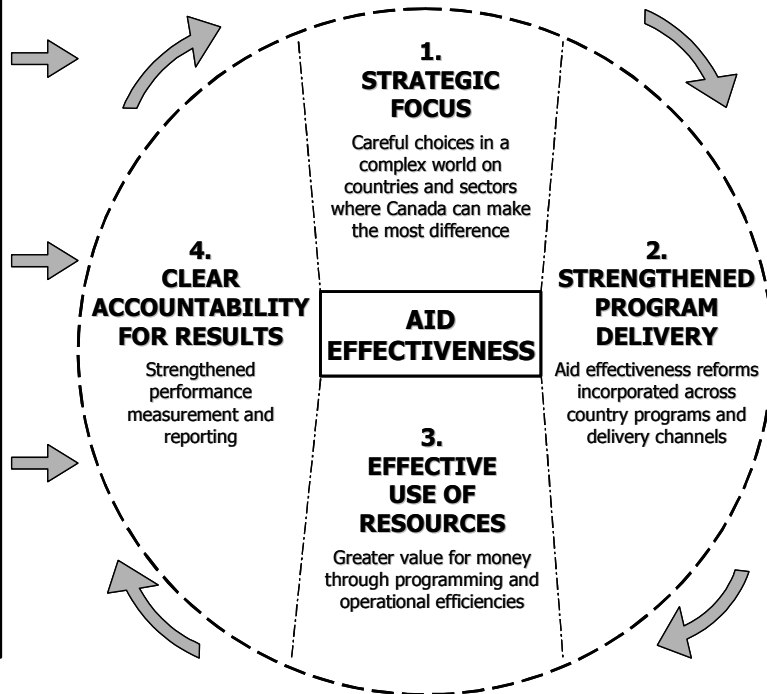 1.
STRATEGIC
FOCUS
Careful choices in a
complex world on
countries and sectors
where Canada can make
the most difference
2.
STRENGTHENED
PROGRAM
DELIVERY
Aid effectiveness reforms
incorporated across
country programs and
delivery channels
3.
EFFECTIVE
USE OF
RESOURCES
Greater value for money
through programming and
operational efficiencies
4.
CLEAR
ACCOUNTABILITY
FOR RESULTS
Strengthened
performance
measurement and
reporting
AID
EFFECTIVENESS